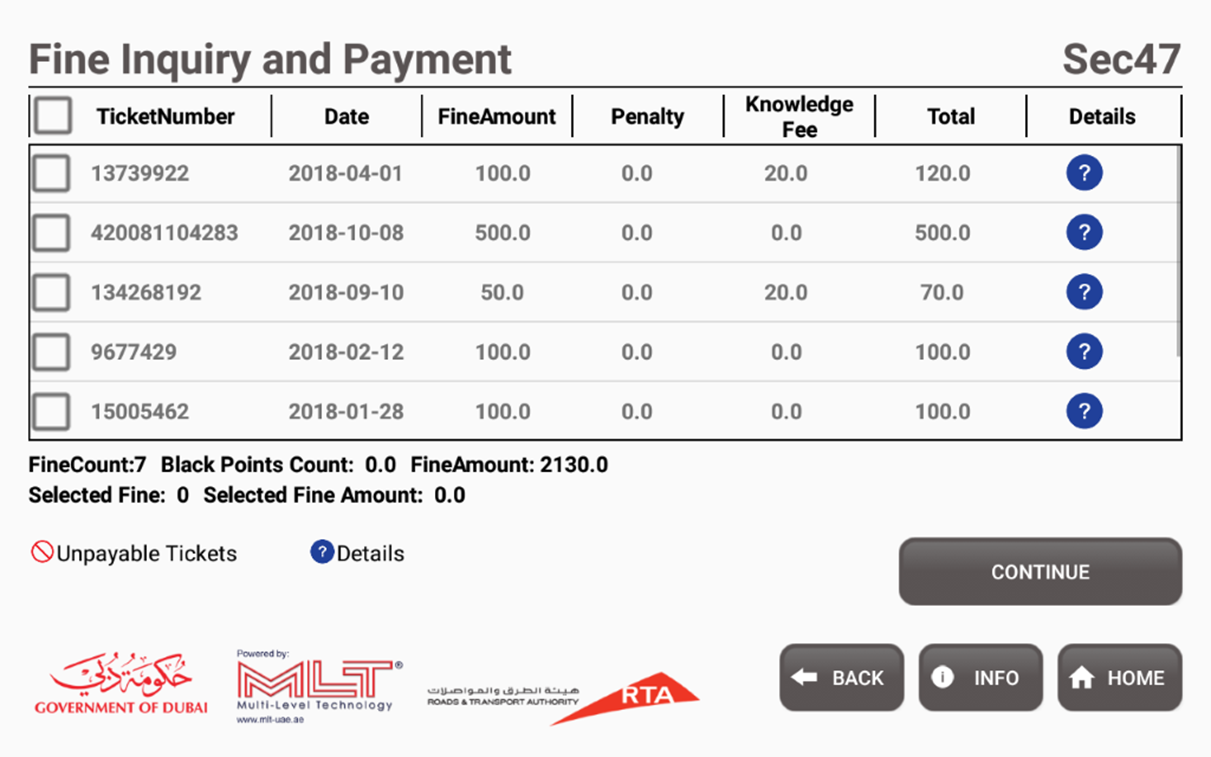 Fine Inquiry and Payment Sec47
TicketNumber Date FineAmount Penalty Knowledge Fee Total Details
13739922 2018-04-01 100.0 0.0 20.0 120.0 ?
420081104283 2018-10-08 500.0 0.0 0.0 500.0 ?
134268192 2018-09-10 50.0 0.0 20.0 70.0 ?
9677429 2018-02-12 100.0 0.0 0.0 100.0 ?
15005462 2018-01-28 100.0 0.0 0.0 100.0 ?
FineCount:7 Black Points Count: 0.0 FineAmount: 2130.0
Selected Fine: 0 Selected Fine Amount: 0.0
Unpayable Tickets ? Details
CONTINUE
حكومة دبي
GOVERNMENT OF DUBAI
Powered by:
MLT®
Multi-Level Technology
www.mlt-uae.ae
هيئة الطرق والمواصلات
ROADS & TRANSPORT AUTHORITY
RTA
BACK i INFO HOME